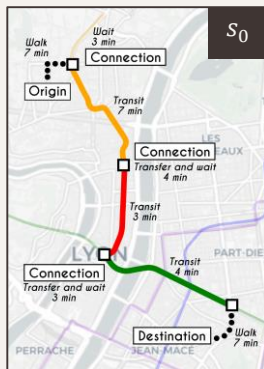 S0
Walk
7 min
Wait
3 min
Connection
Origin
Transit
7 min
LES
EAUX
Connection
Transfer and wait
4 min
Transit
3 min
LYON
PART-DIE
Transit
4 min
Connection
Transfer and wait
3 min
Destination
Walk
7 min
PERRACHE
JEAN-MACÉ